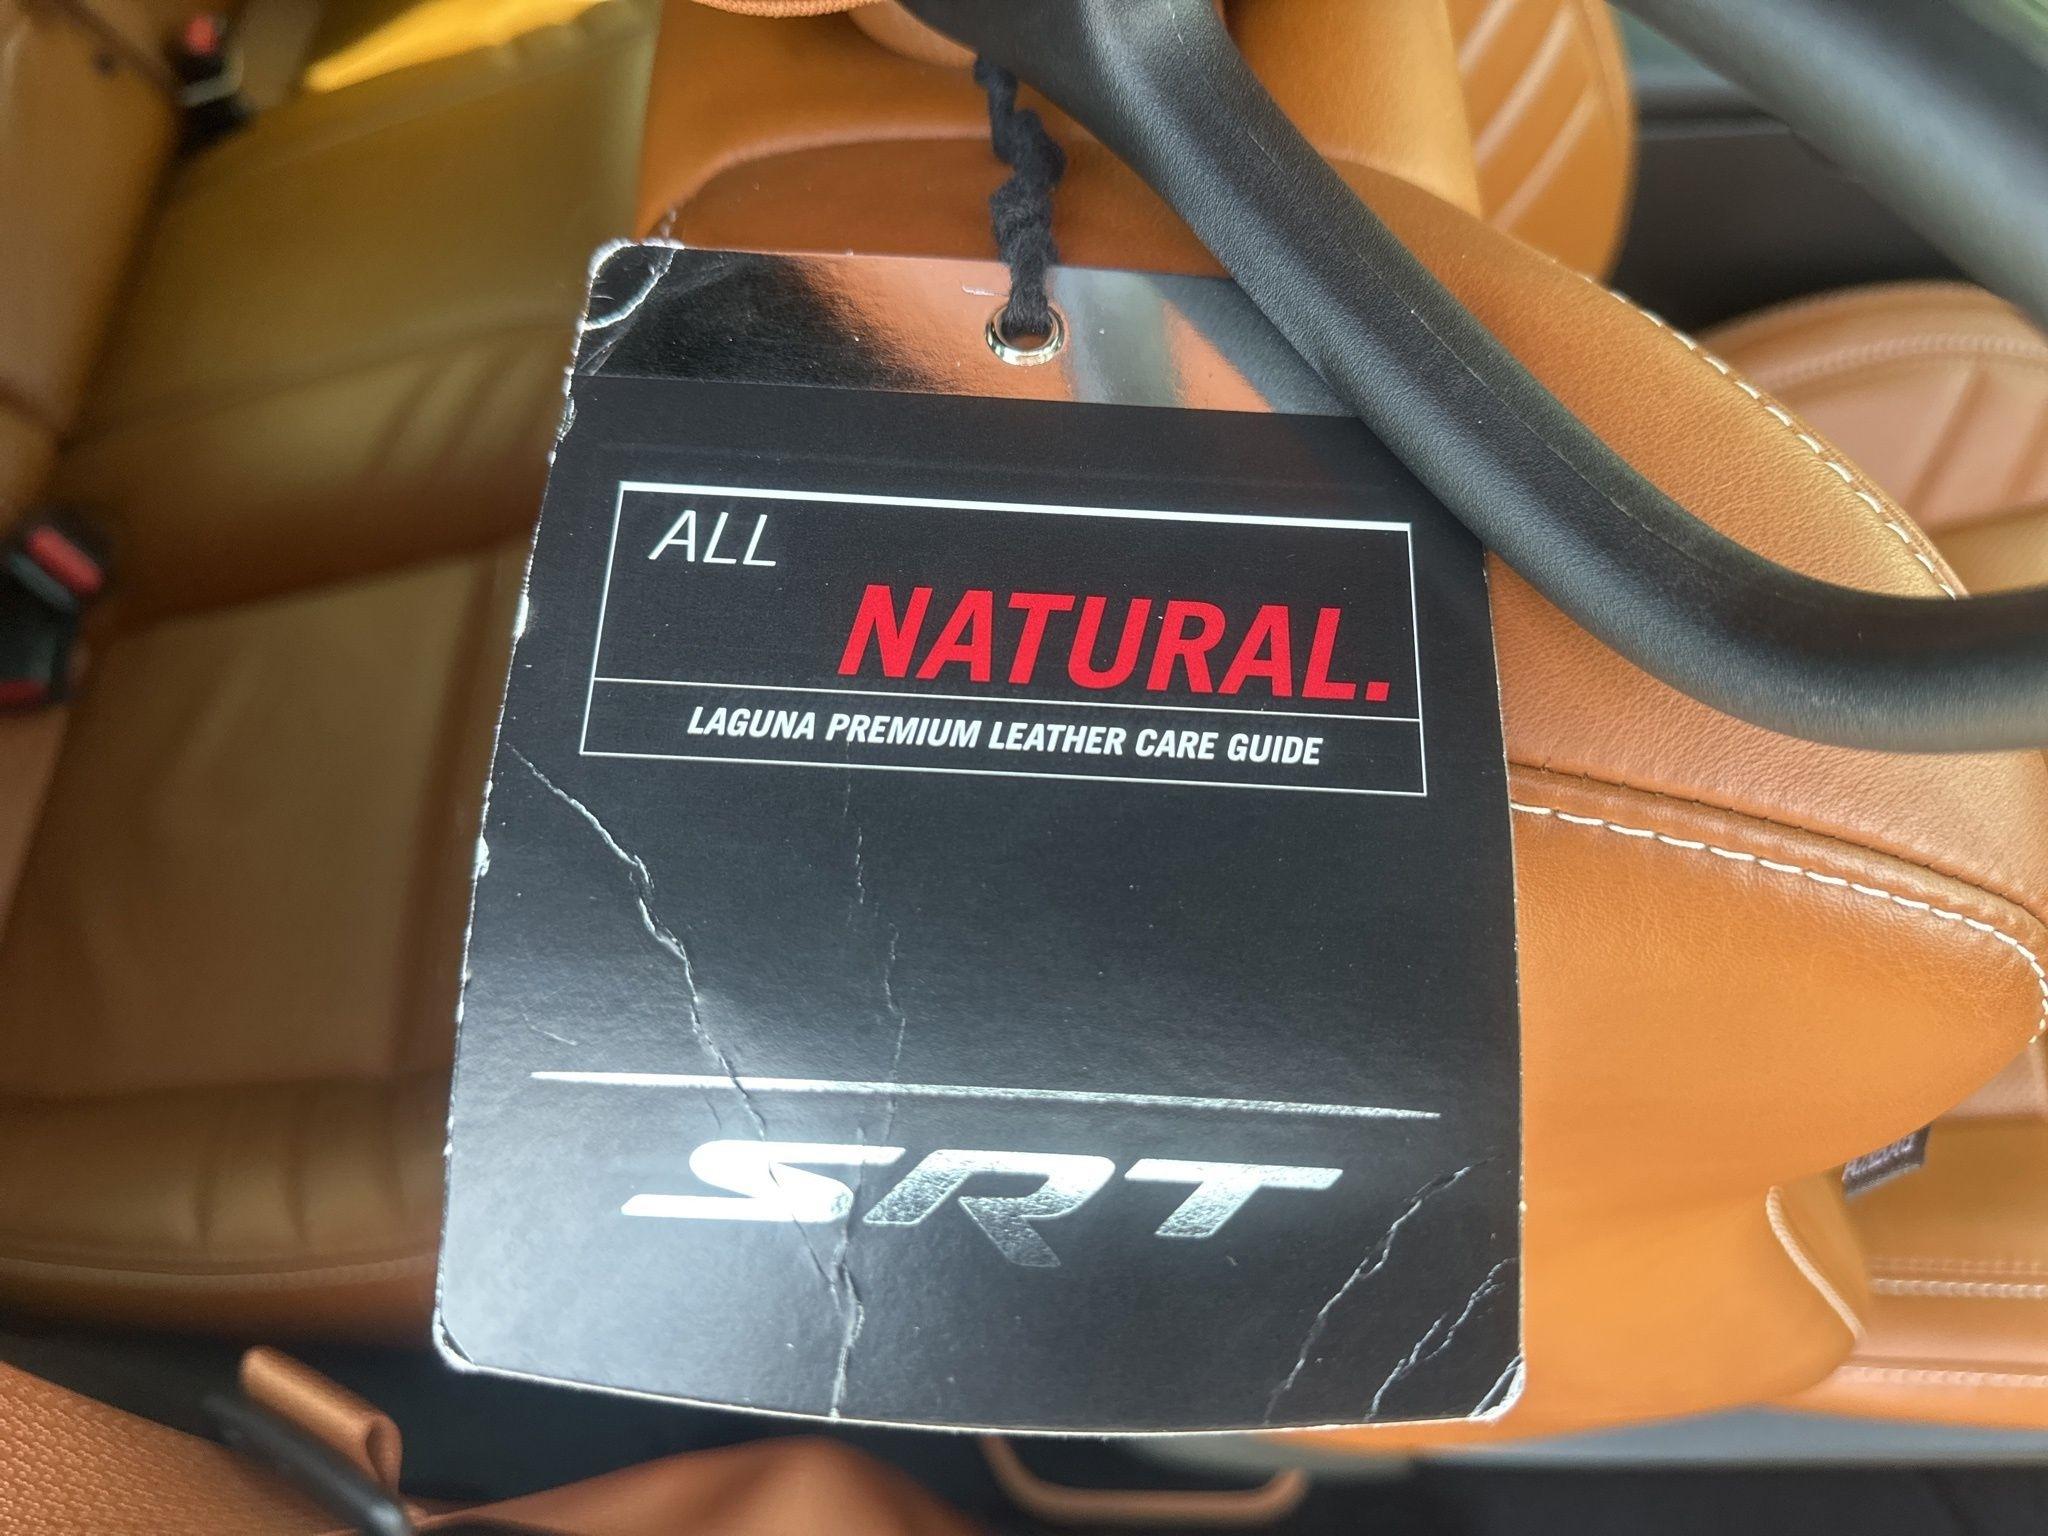 ALL
NATURAL.
LAGUNA PREMIUM LEATHER CARE GUIDE
SRT